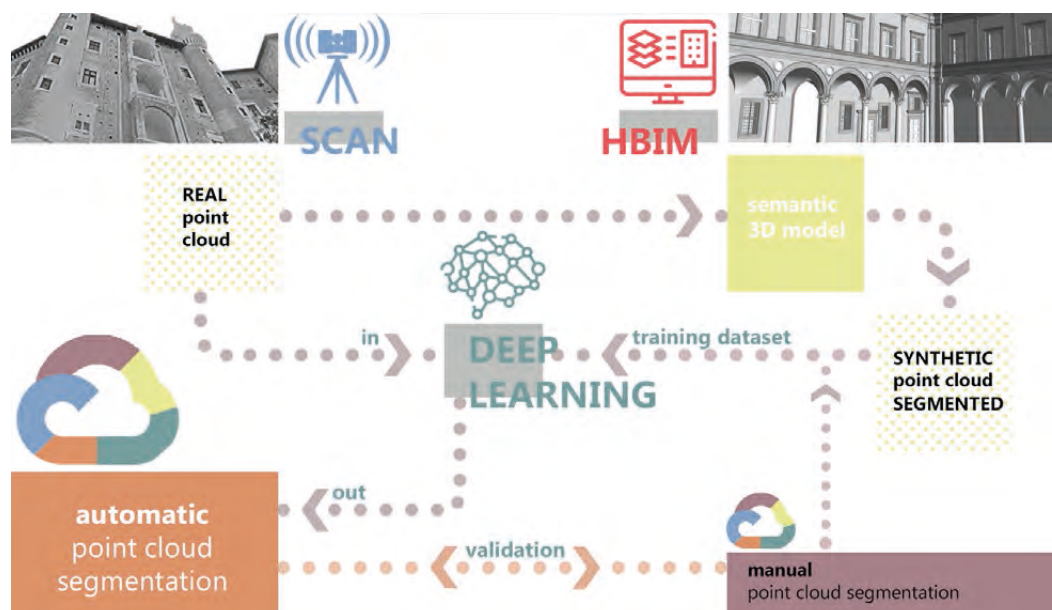 SCAN
HBIM
REAL
point
cloud
semantic
3D model
in
DEEP
LEARNING
training dataset
SYNTHETIC
point cloud
SEGMENTED
out
automatic
point cloud
segmentation
validation
manual
point cloud segmentation